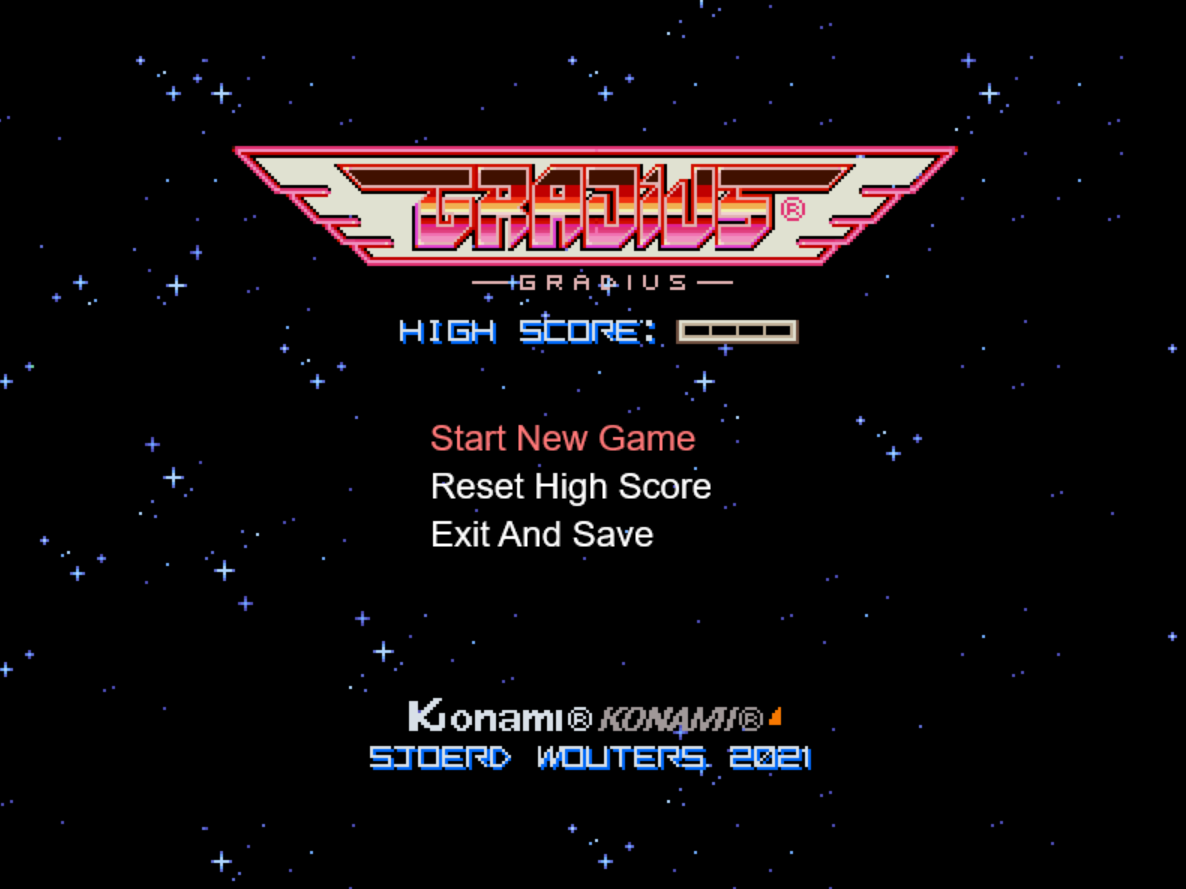 GRADIUS®
GRADIUS
HIGH SCORE:
Start New Game
Reset High Score
Exit And Save
Konami® KONAMI®
SJOERD WOUTERS 2021